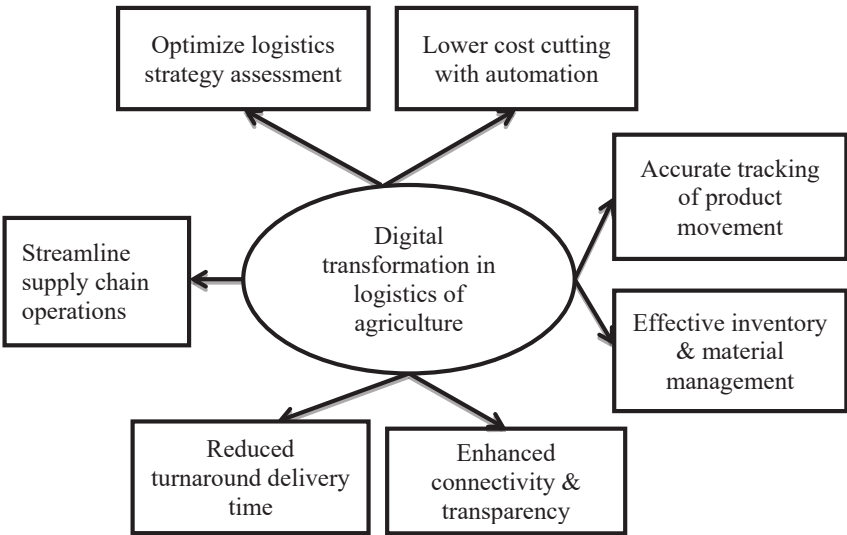 Optimize logistics
strategy assessment
Lower cost cutting
with automation
Accurate tracking
of product
movement
Digital
transformation in
logistics of
agriculture
Streamline
supply chain
operations
Effective inventory
& material
management
Reduced
turnaround delivery
time
Enhanced
connectivity &
transparency